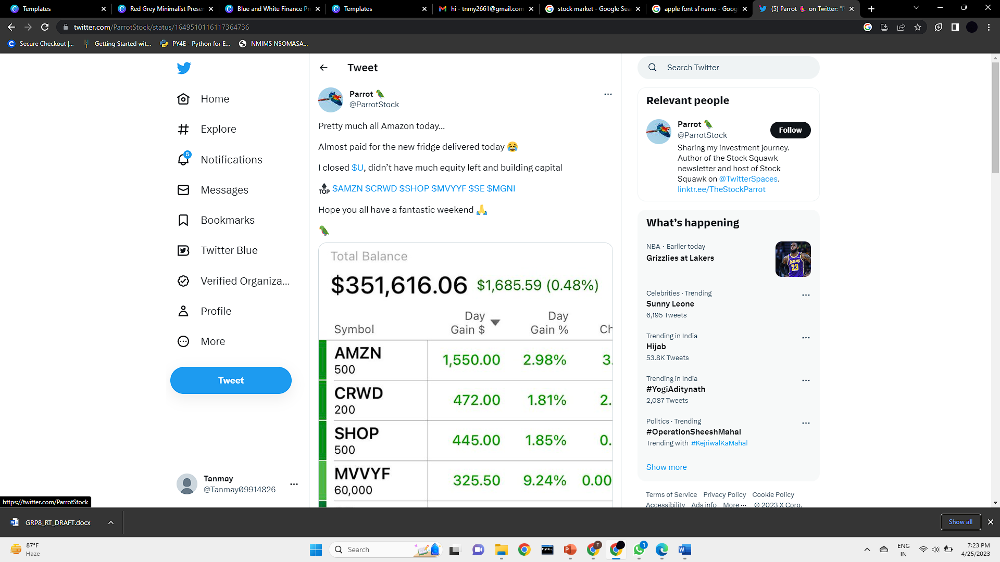 Templates
Red Grey Minimalist Preser
Blue and White Finance Pr
Templates
hi - tnmy2661@gmail.com
stock market - Google Sea
apple font sf name - Goog
(5) Parrot 🦜 on Twitter: "P
twitter.com/ParrotStock/status/1649510116117364736
Secure Checkout |...
Getting Started wit...
PY4E - Python for E...
NMIMS NSOMASA...
Home
Explore
5
Notifications
Messages
Bookmarks
Twitter Blue
Verified Organiza...
Profile
More
Tweet
Tanmay
@Tanmay09914826
https://twitter.com/ParrotStock
Tweet
Parrot 🦜
@ParrotStock
Pretty much all Amazon today...
Almost paid for the new fridge delivered today 😂
I closed $U, didn’t have much equity left and building capital
🔝 $AMZN $CRWD $SHOP $MVYYF $SE $MGNI
Hope you all have a fantastic weekend 🙏
🦜
Total Balance
$351,616.06 $1,685.59 (0.48%)
Symbol Day Gain $ Day Gain % Ch
AMZN 1,550.00 2.98% 3.
500
CRWD 472.00 1.81% 2.
200
SHOP 445.00 1.85% 0.
500
MVVYF 325.50 9.24% 0.00
60,000
Search Twitter
Relevant people
Parrot 🦜
@ParrotStock
Follow
Sharing my investment journey.
Author of the Stock Squawk
newsletter and host of Stock
Squawk on @TwitterSpaces.
linktr.ee/TheStockParrot
What’s happening
NBA · Earlier today
Grizzlies at Lakers
LAKERS
23
Celebrities · Trending
Sunny Leone
6,195 Tweets
Trending in India
Hijab
53.8K Tweets
Trending in India
#YogiAditynath
2,087 Tweets
Politics · Trending
#OperationSheeshMahal
Trending with #KejriwalKaMahal
Show more
Terms of Service Privacy Policy Cookie Policy
Accessibility Ads info More ··· © 2023 X Corp.
GRP8_RT_DRAFT.docx
Show all
87°F
Haze
Search
MySQL
T
1
ENG
IN
7:23 PM
4/25/2023